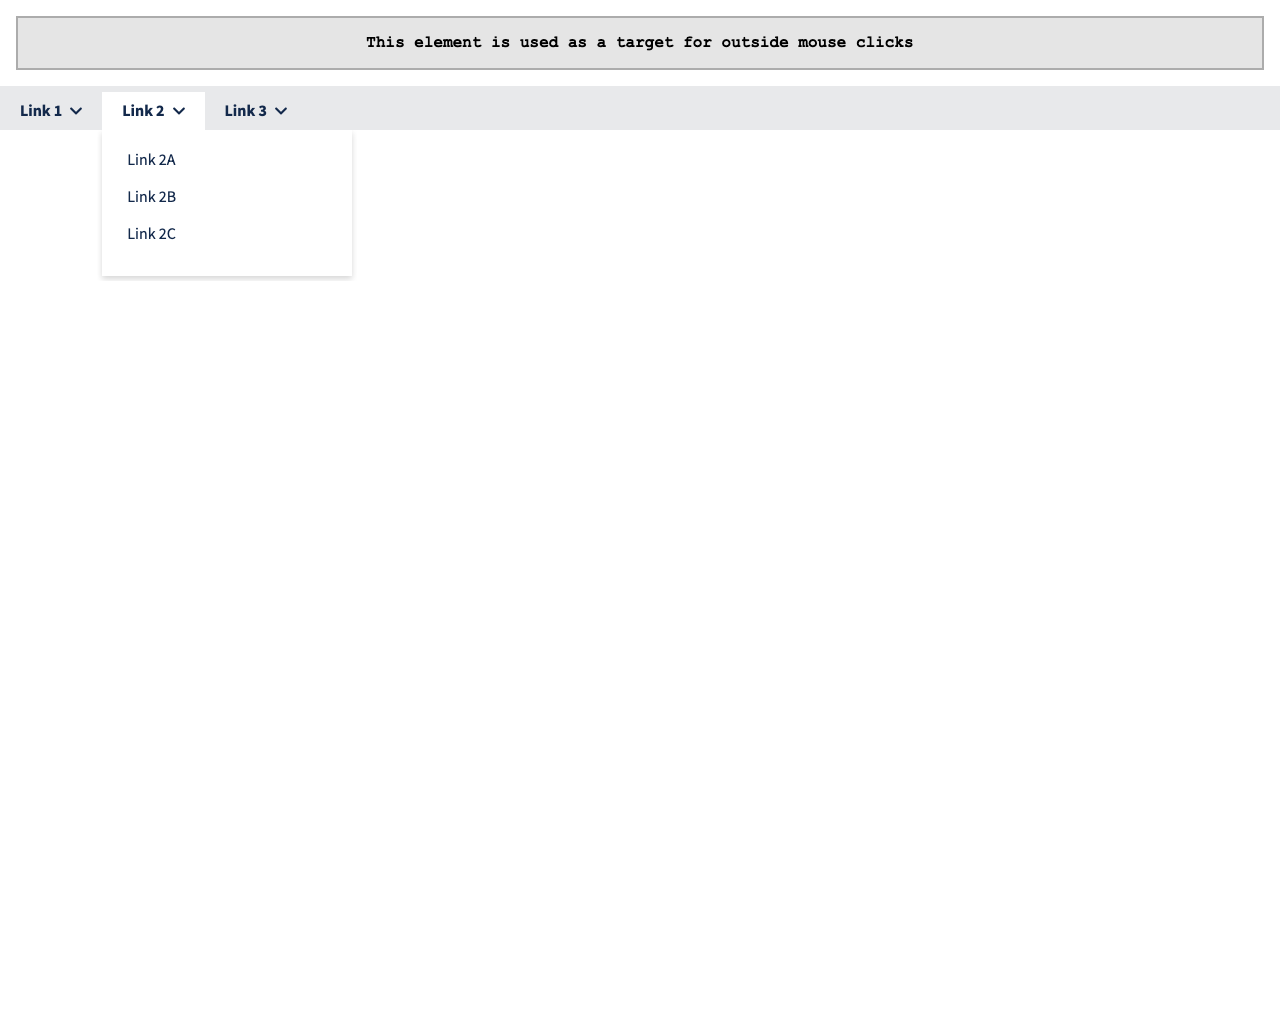 This element is used as a target for outside mouse clicks
Link 1 Link 2 Link 3
Link 2A
Link 2B
Link 2C